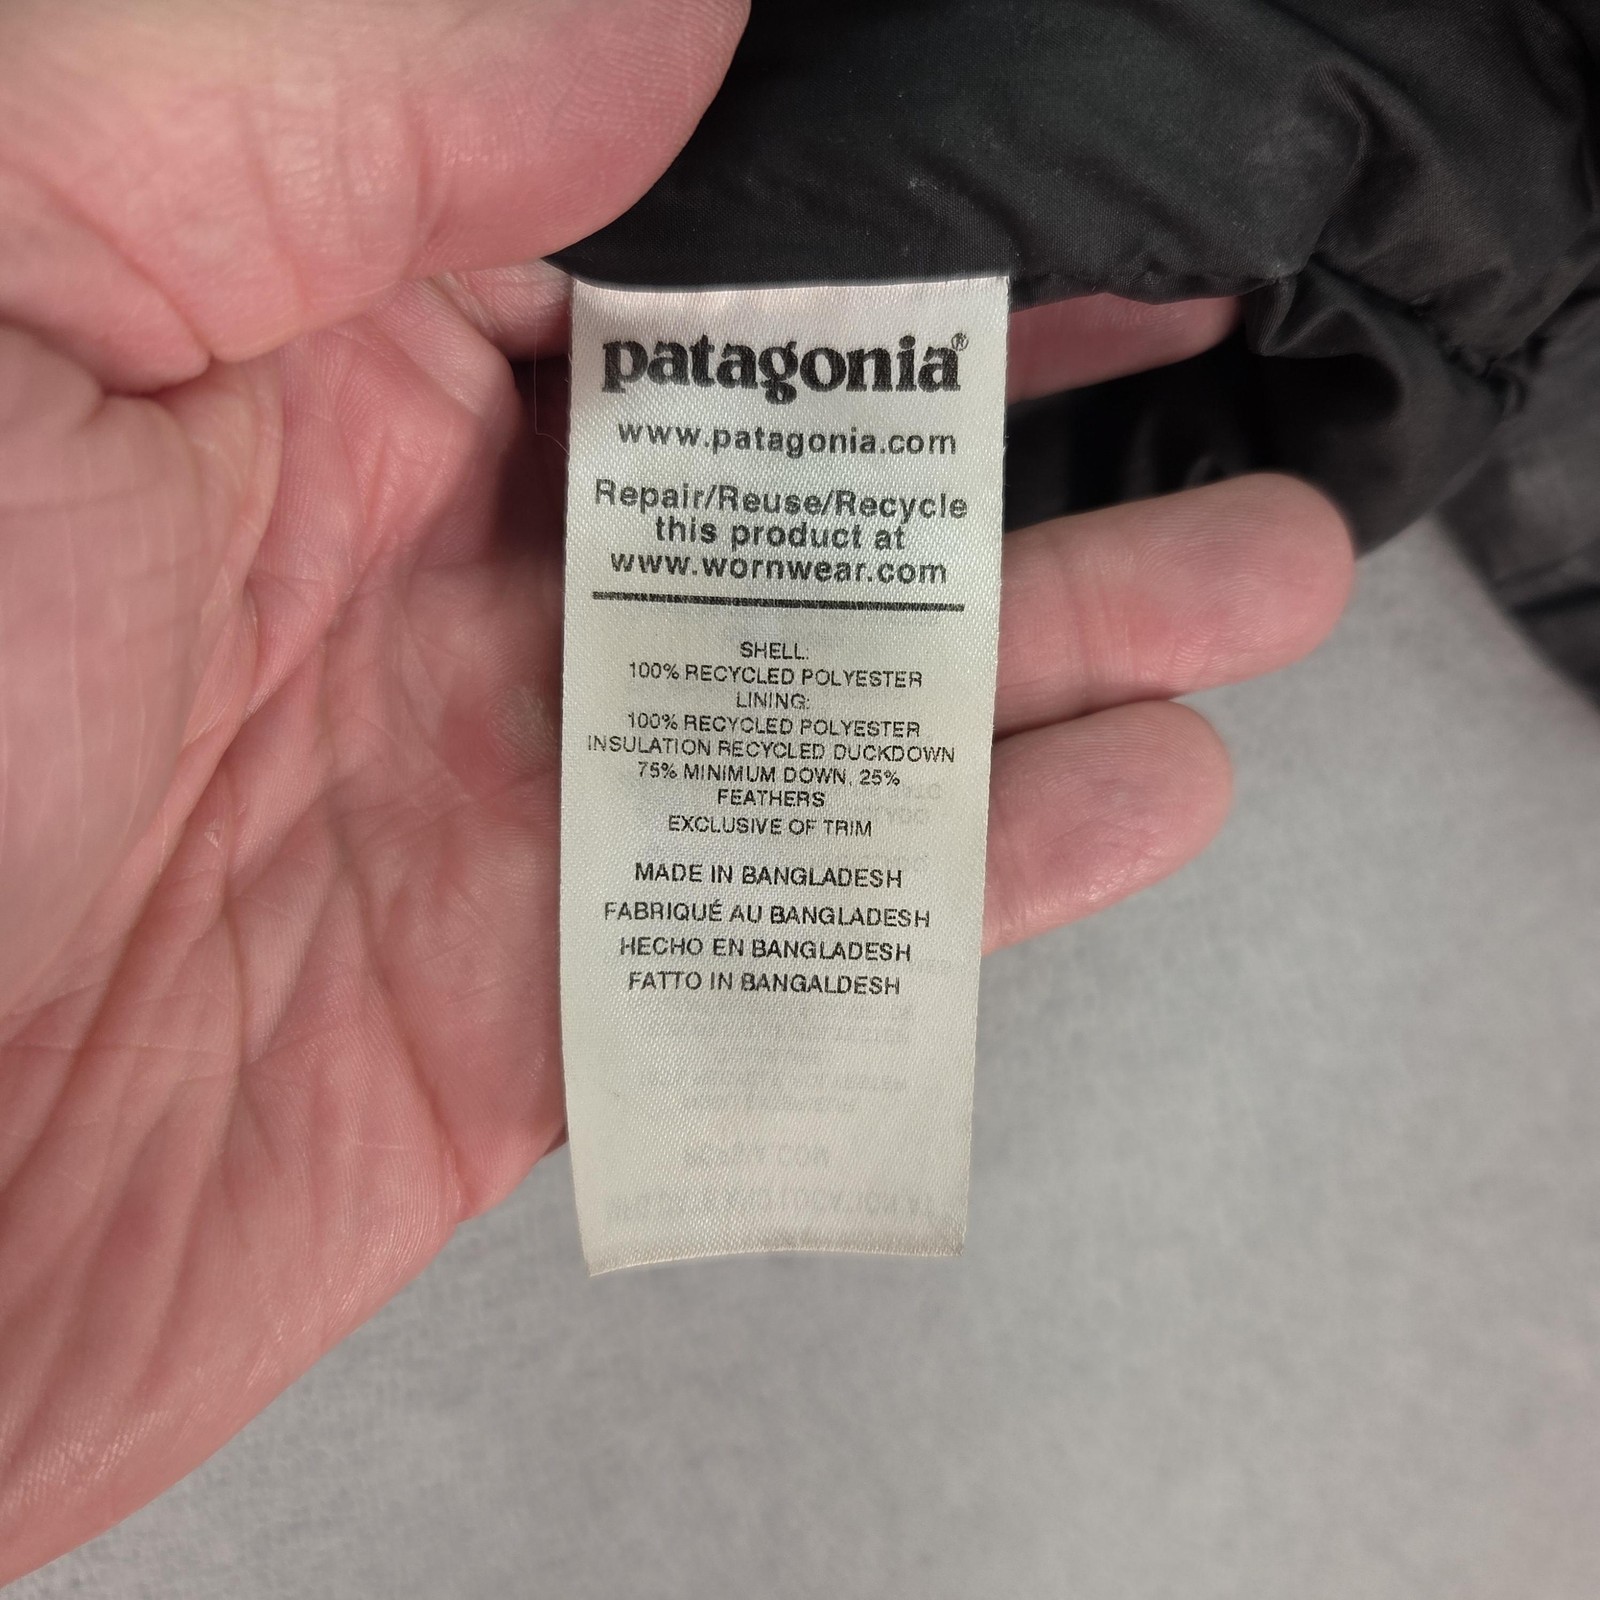 patagonia®
www.patagonia.com
Repair/Reuse/Recycle
this product at
www.wornwear.com
SHELL:
100% RECYCLED POLYESTER
LINING:
100% RECYCLED POLYESTER
INSULATION RECYCLED DUCKDOWN
75% MINIMUM DOWN, 25%
FEATHERS
EXCLUSIVE OF TRIM
MADE IN BANGLADESH
FABRIQUÉ AU BANGLADESH
HECHO EN BANGLADESH
FATTO IN BANGALDESH